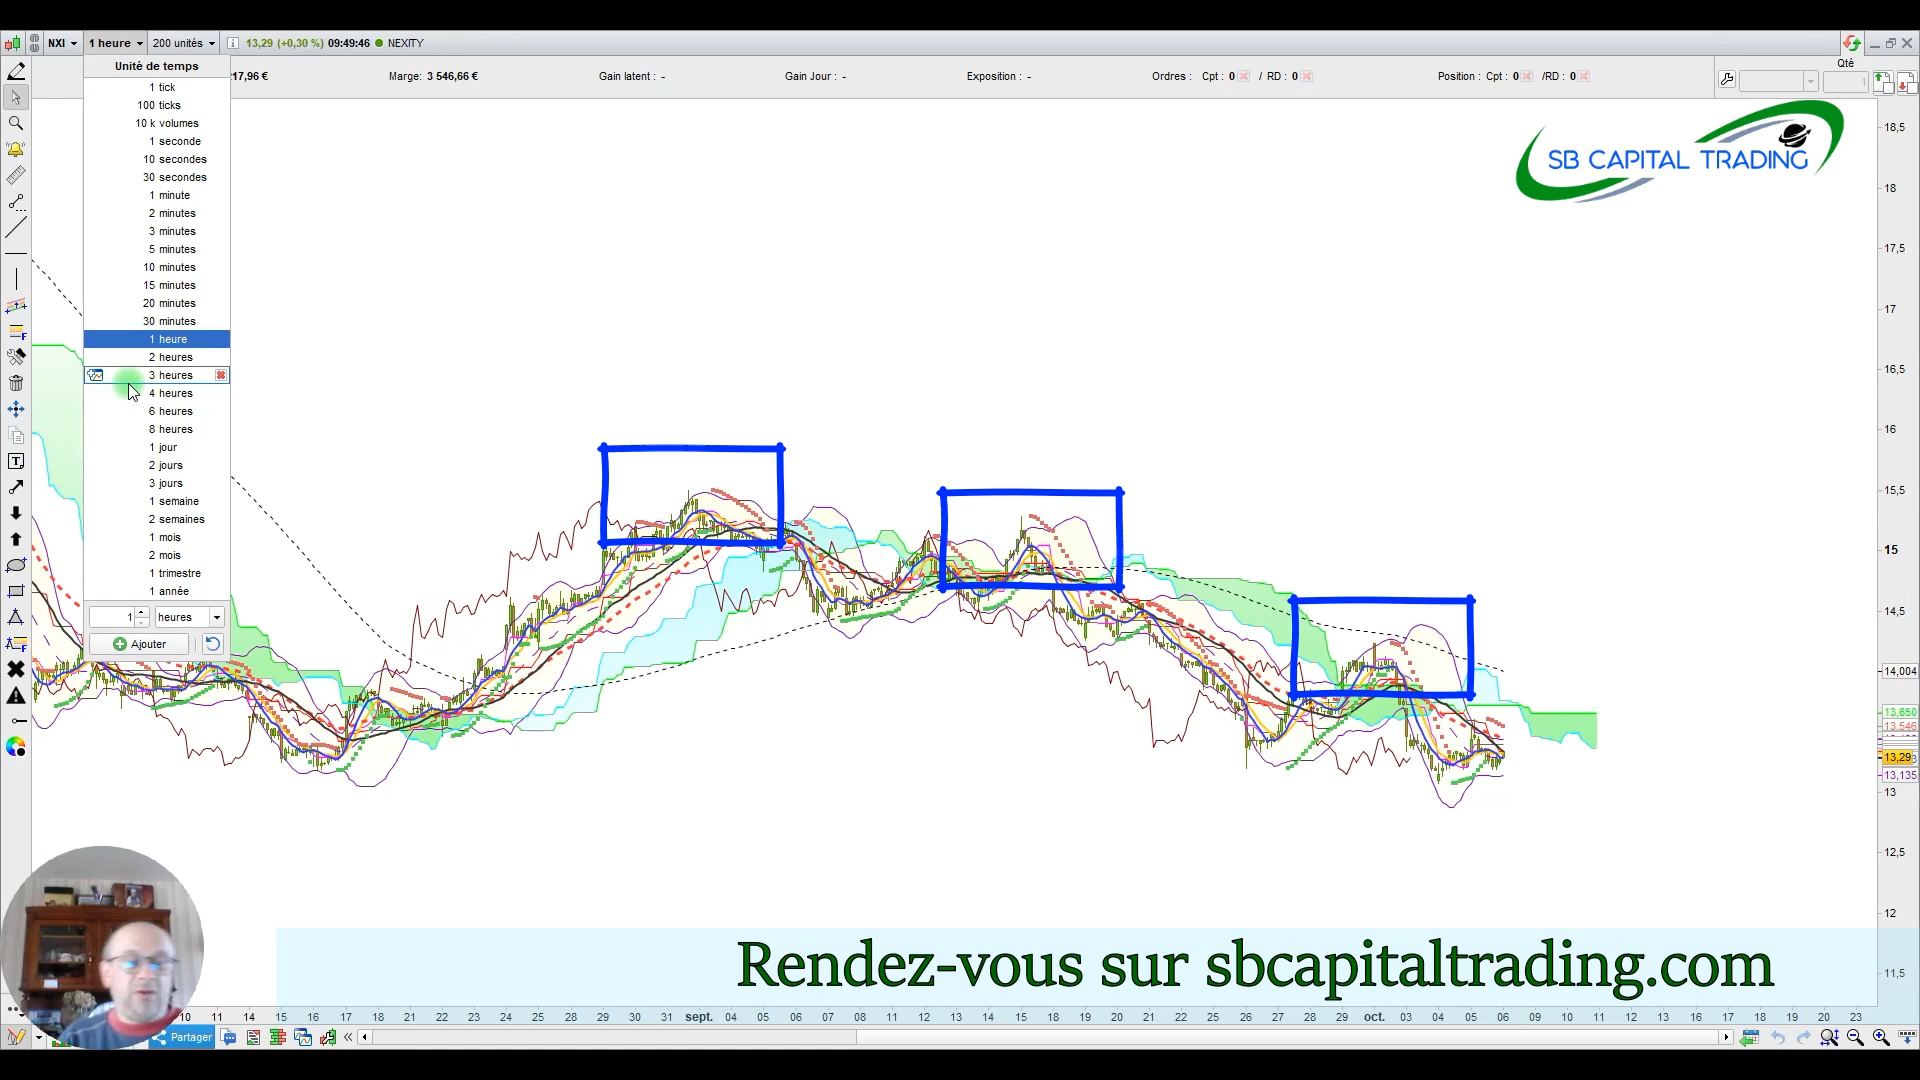 NXI
1 heure
200 unités
13,29 (+0,30 %) 09:49:46
NEXITY
Unité de temps
Qté
17,96 €
Marge: 3 546,66 €
Gain latent : -
Gain Jour : -
Exposition : -
Ordres : Cpt : 0 / RD : 0
Position : Cpt : 0 /RD : 0
1
1 tick
100 ticks
10 k volumes
1 seconde
10 secondes
30 secondes
1 minute
2 minutes
3 minutes
5 minutes
10 minutes
15 minutes
20 minutes
30 minutes
1 heure
2 heures
3 heures
4 heures
6 heures
8 heures
1 jour
2 jours
3 jours
1 semaine
2 semaines
1 mois
2 mois
1 trimestre
1 année
1 heures
Ajouter
SB CAPITAL TRADING
18,5
18
17,5
17
16,5
16
15,5
15
14,5
14,004
13,650
13,546
13,29
13,135
13
12,5
12
11,5
Rendez-vous sur sbcapitaltrading.com
10 11 14 15 16 17 18 21 22 23 24 25 28 29 30 31 sept. 04 05 06 07 08 11 12 13 14 15 18 19 20 21 22 25 26 27 28 29 oct. 03 04 05 06 09 10 11 12 13 16 17 18 19 20 23
Partager